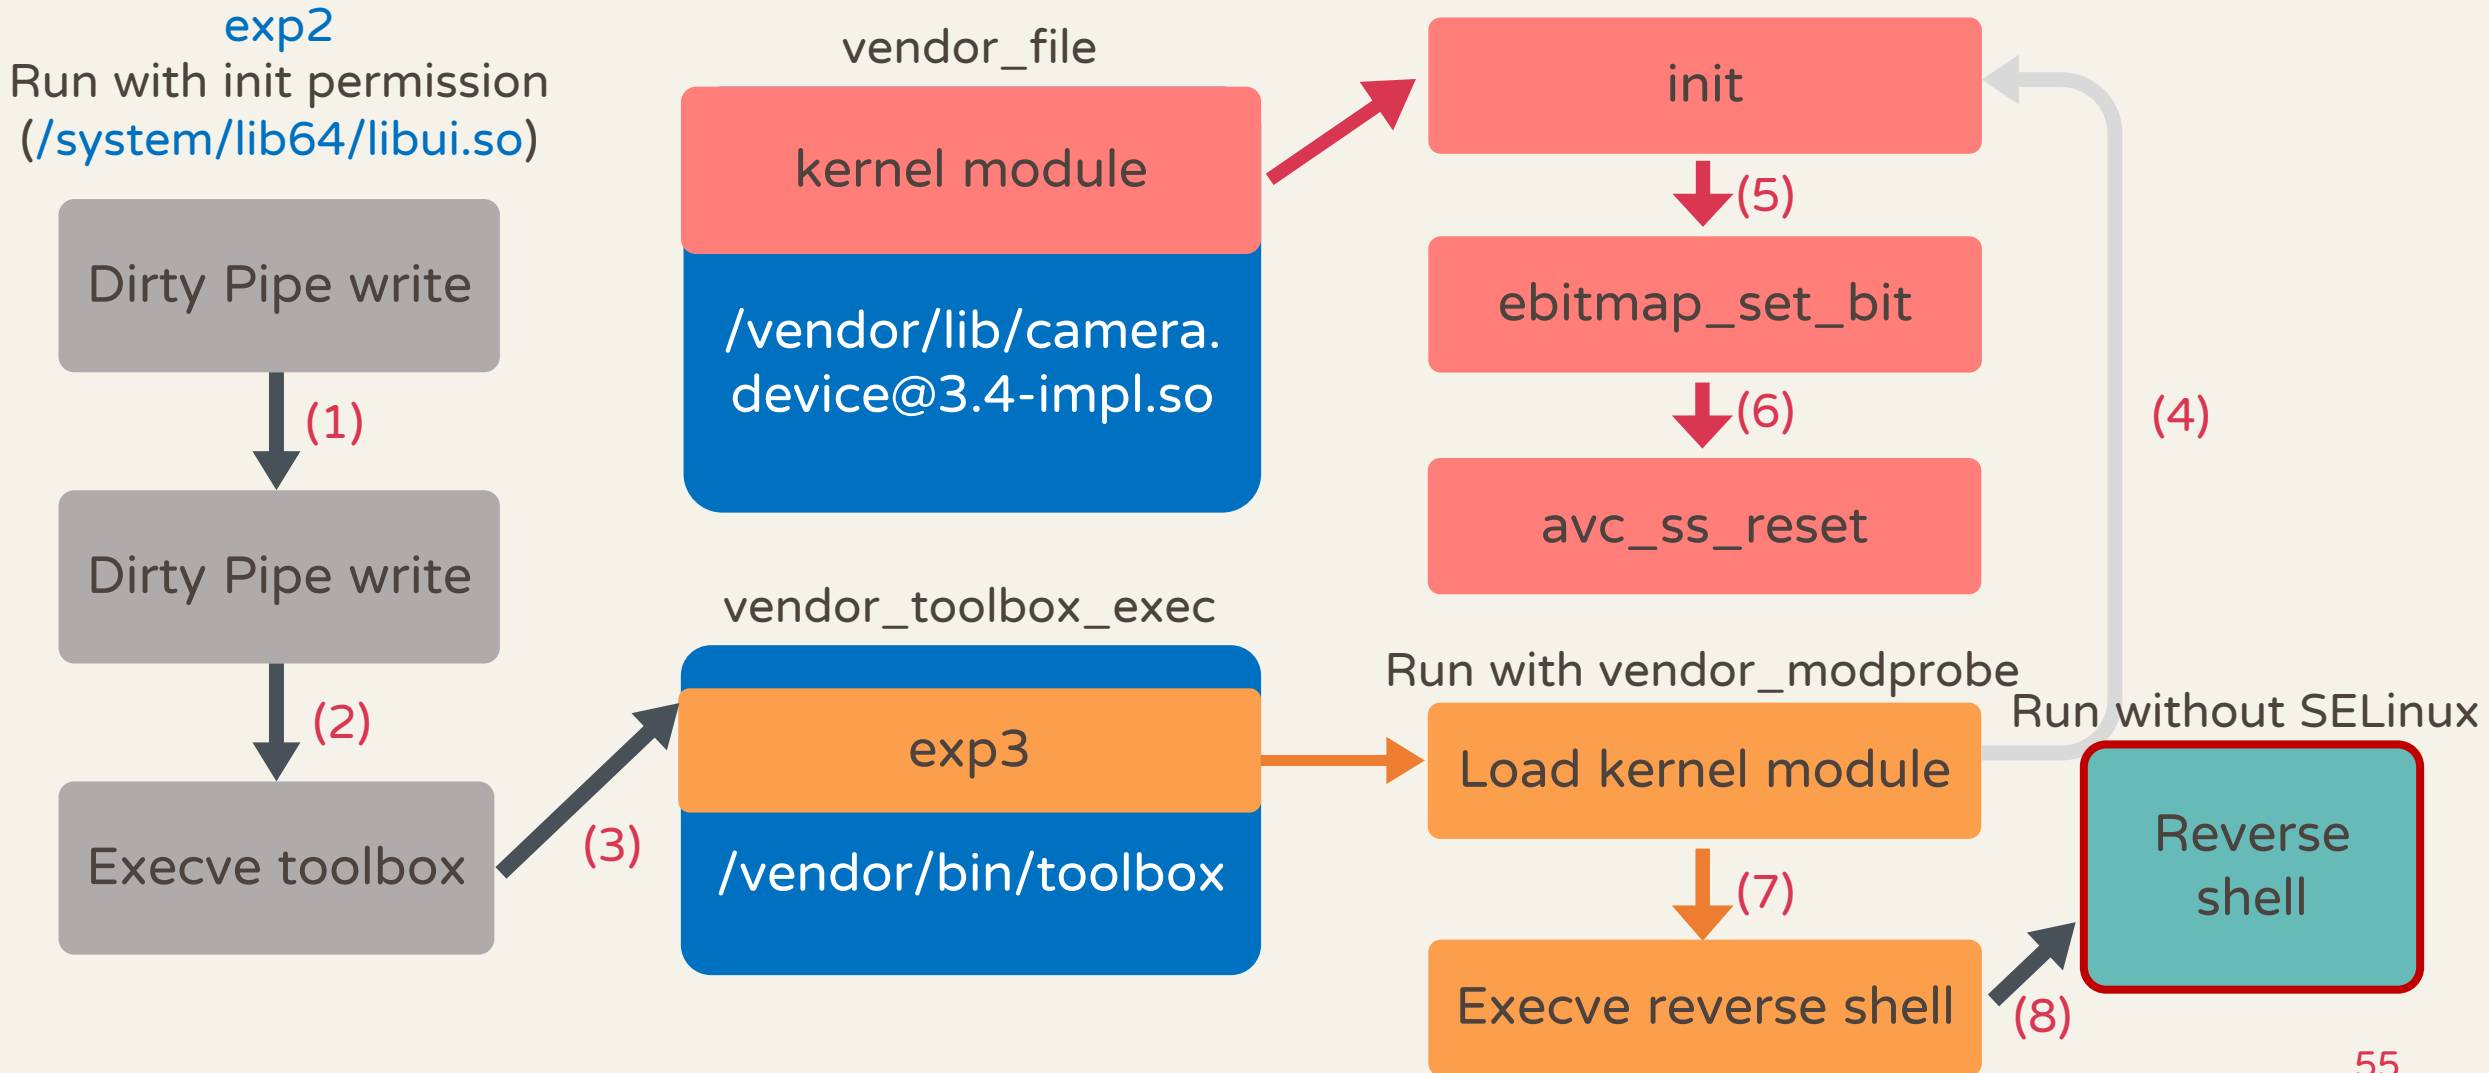 exp2
Run with init permission
(/system/lib64/libui.so)
Dirty Pipe write
(1)
Dirty Pipe write
(2)
Execve toolbox
(3)
vendor_file
kernel module
/vendor/lib/camera.
device@3.4-impl.so
vendor_toolbox_exec
exp3
/vendor/bin/toolbox
init
(5)
ebitmap_set_bit
(6)
avc_ss_reset
(4)
Run with vendor_modprobe
Load kernel module
(7)
Execve reverse shell
(8)
Run without SELinux
Reverse
shell
55